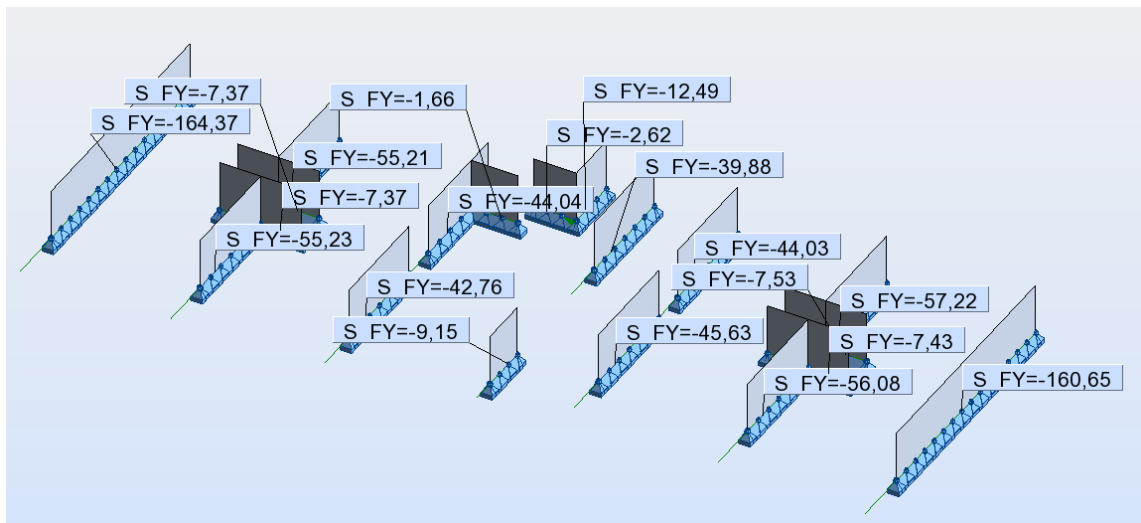 S FY=-7,37
S FY=-1,66
S FY=-12,49
S FY=-164,37
S FY=-2,62
S FY=-55,21
S FY=-39,88
S FY=-7,37
S FY=-44,04
S FY=-55,23
S FY=-44,03
S FY=-7,53
S FY=-42,76
S FY=-57,22
S FY=-9,15
S FY=-45,63
S FY=-7,43
S FY=-56,08
S FY=-160,65